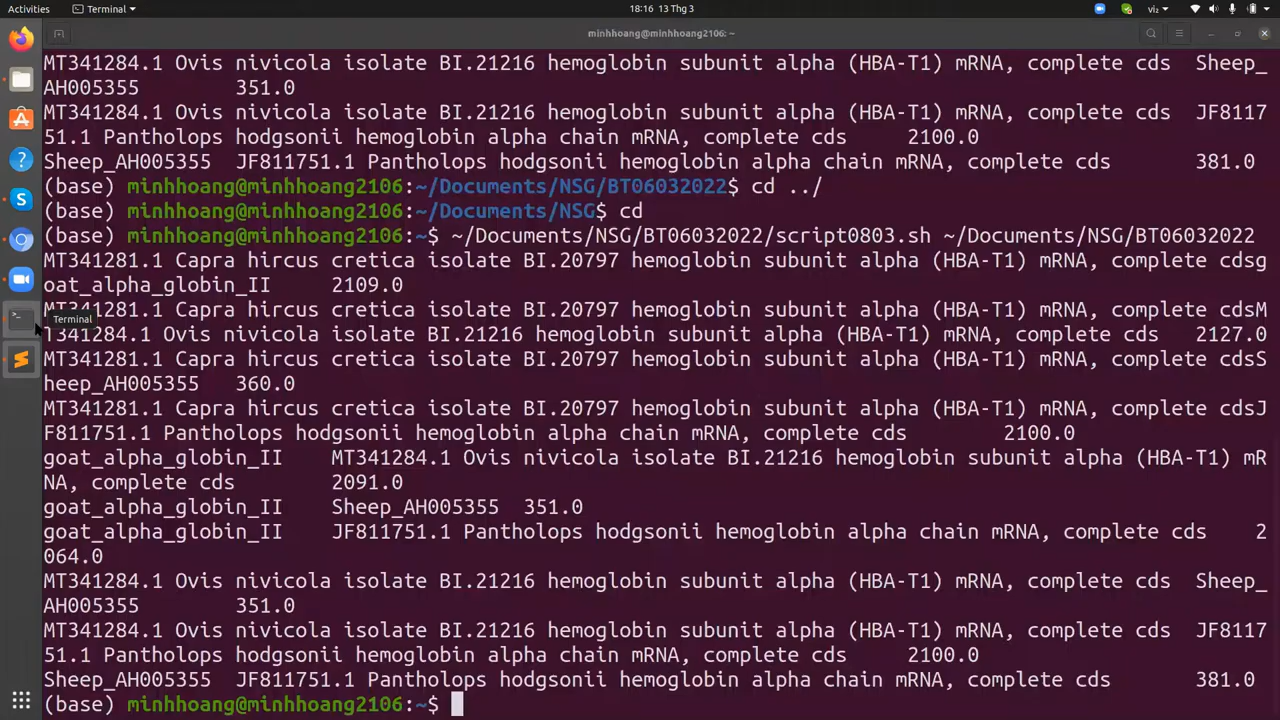 Activities
Terminal
18:16 13 Thg 3
vi₂
minhhoang@minhhoang2106: ~
MT341284.1 Ovis nivicola isolate BI.21216 hemoglobin subunit alpha (HBA-T1) mRNA, complete cds  Sheep_
AH005355        351.0
MT341284.1 Ovis nivicola isolate BI.21216 hemoglobin subunit alpha (HBA-T1) mRNA, complete cds  JF8117
51.1 Pantholops hodgsonii hemoglobin alpha chain mRNA, complete cds     2100.0
Sheep_AH005355  JF811751.1 Pantholops hodgsonii hemoglobin alpha chain mRNA, complete cds       381.0
(base) minhhoang@minhhoang2106:~/Documents/NSG/BT06032022$ cd ../
(base) minhhoang@minhhoang2106:~/Documents/NSG$ cd
(base) minhhoang@minhhoang2106:~$ ~/Documents/NSG/BT06032022/script0803.sh ~/Documents/NSG/BT06032022
MT341281.1 Capra hircus cretica isolate BI.20797 hemoglobin subunit alpha (HBA-T1) mRNA, complete cdsg
oat_alpha_globin_II     2109.0
MT341281.1 Capra hircus cretica isolate BI.20797 hemoglobin subunit alpha (HBA-T1) mRNA, complete cdsM
Terminal
T341284.1 Ovis nivicola isolate BI.21216 hemoglobin subunit alpha (HBA-T1) mRNA, complete cds   2127.0
MT341281.1 Capra hircus cretica isolate BI.20797 hemoglobin subunit alpha (HBA-T1) mRNA, complete cdsS
heep_AH005355   360.0
MT341281.1 Capra hircus cretica isolate BI.20797 hemoglobin subunit alpha (HBA-T1) mRNA, complete cdsJ
F811751.1 Pantholops hodgsonii hemoglobin alpha chain mRNA, complete cds        2100.0
goat_alpha_globin_II    MT341284.1 Ovis nivicola isolate BI.21216 hemoglobin subunit alpha (HBA-T1) mR
NA, complete cds        2091.0
goat_alpha_globin_II    Sheep_AH005355  351.0
goat_alpha_globin_II    JF811751.1 Pantholops hodgsonii hemoglobin alpha chain mRNA, complete cds       2
064.0
MT341284.1 Ovis nivicola isolate BI.21216 hemoglobin subunit alpha (HBA-T1) mRNA, complete cds  Sheep_
AH005355        351.0
MT341284.1 Ovis nivicola isolate BI.21216 hemoglobin subunit alpha (HBA-T1) mRNA, complete cds  JF8117
51.1 Pantholops hodgsonii hemoglobin alpha chain mRNA, complete cds     2100.0
Sheep_AH005355  JF811751.1 Pantholops hodgsonii hemoglobin alpha chain mRNA, complete cds       381.0
(base) minhhoang@minhhoang2106:~$